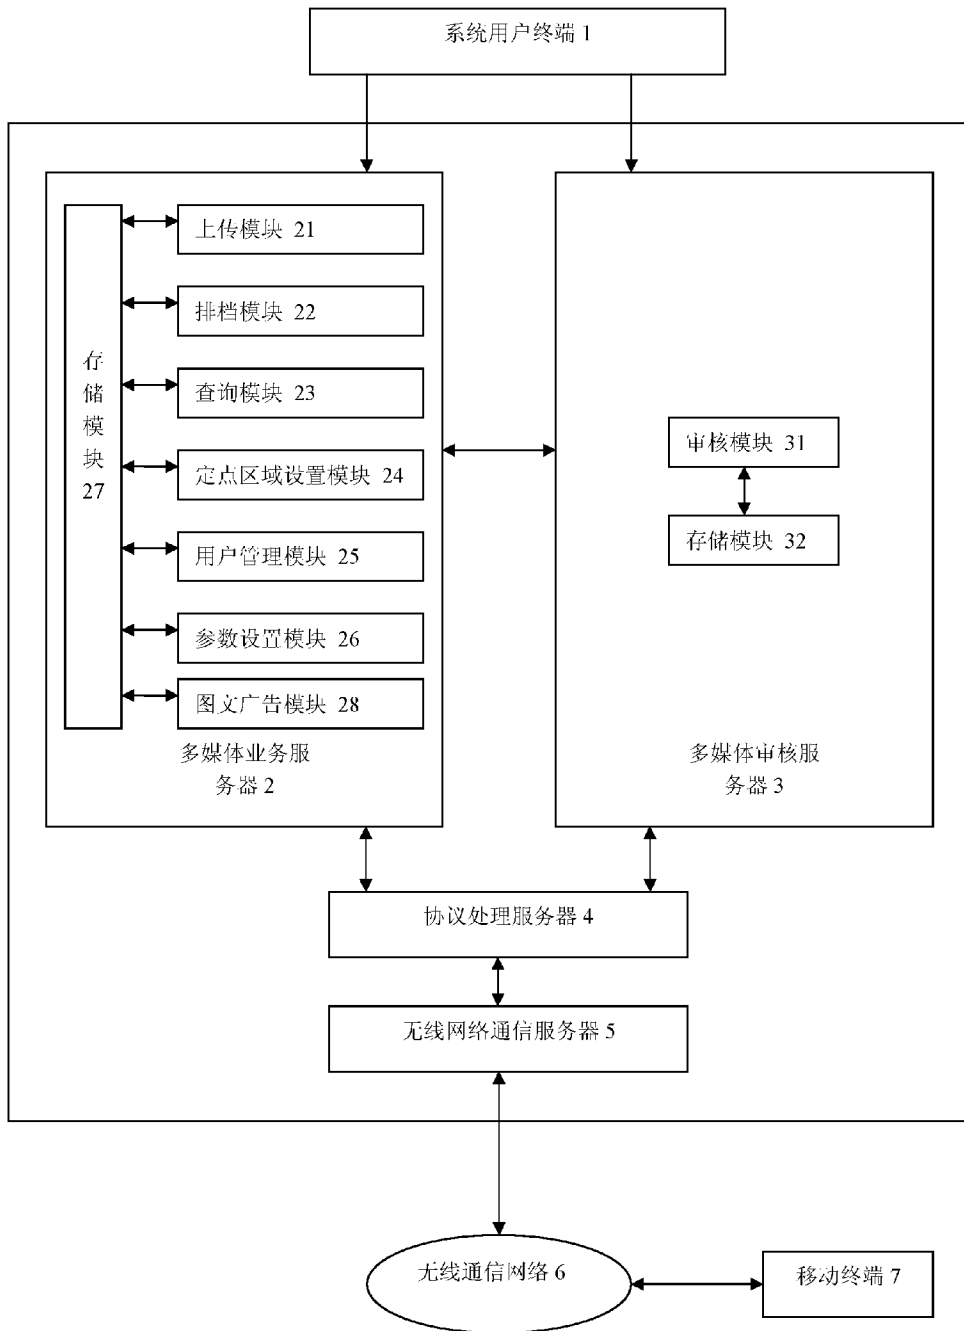 系统用户终端 1
存
储
模
块
27
上传模块 21
排档模块 22
查询模块 23
定点区域设置模块 24
用户管理模块 25
参数设置模块 26
图文广告模块 28
多媒体业务服
务器 2
审核模块 31
存储模块 32
多媒体审核服
务器 3
协议处理服务器 4
无线网络通信服务器 5
无线通信网络 6
移动终端 7